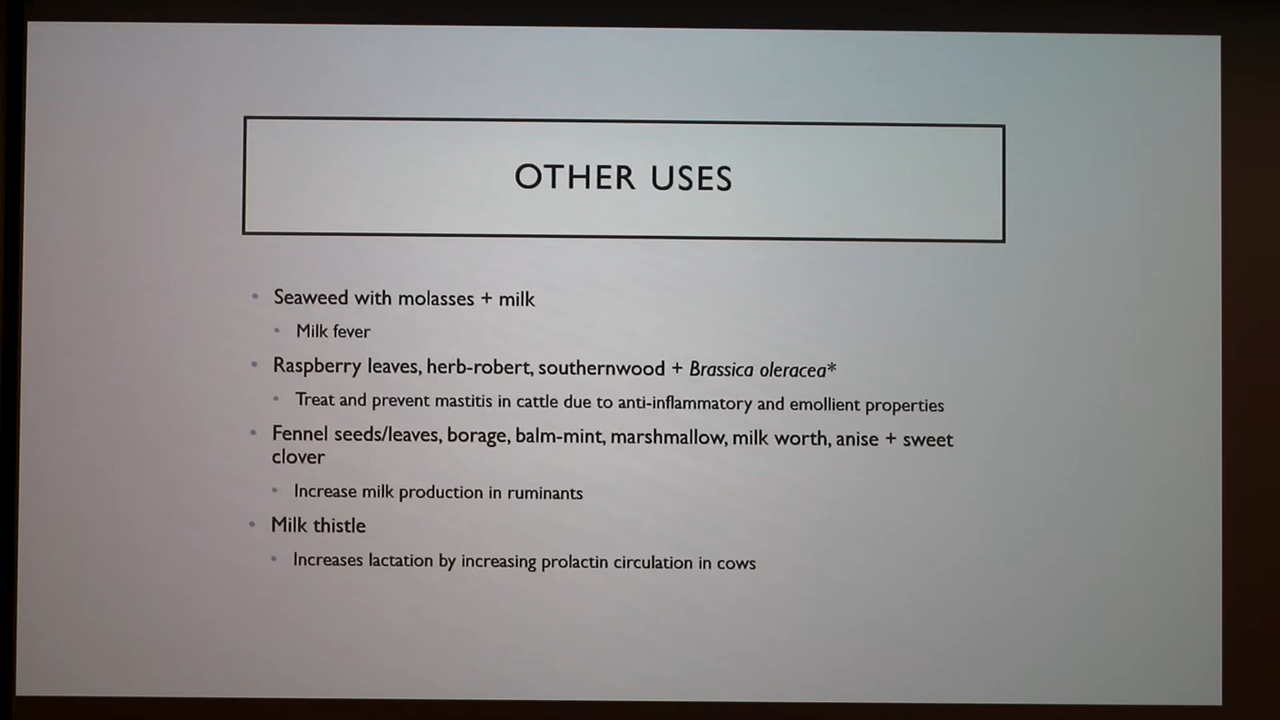 OTHER USES
Seaweed with molasses + milk
Milk fever
Raspberry leaves, herb-robert, southernwood + Brassica oleracea*
Treat and prevent mastitis in cattle due to anti-inflammatory and emollient properties
Fennel seeds/leaves, borage, balm-mint, marshmallow, milk worth, anise + sweet
clover
Increase milk production in ruminants
Milk thistle
Increases lactation by increasing prolactin circulation in cows